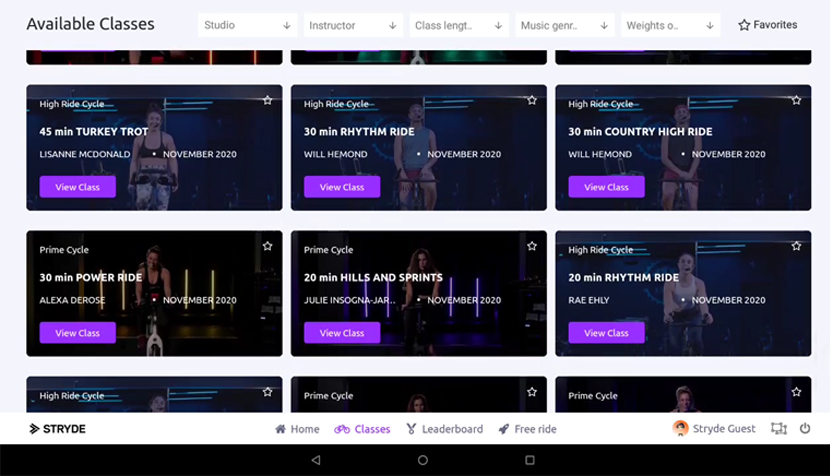 Available Classes
Studio
Instructor
Class lengt..
Music genr..
Weights o..
Favorites
High Ride Cycle
45 min TURKEY TROT
LISANNE MCDONALD • NOVEMBER 2020
View Class
High Ride Cycle
30 min RHYTHM RIDE
WILL HEMOND • NOVEMBER 2020
View Class
High Ride Cycle
30 min COUNTRY HIGH RIDE
WILL HEMOND • NOVEMBER 2020
View Class
Prime Cycle
30 min POWER RIDE
ALEXA DEROSE • NOVEMBER 2020
View Class
Prime Cycle
20 min HILLS AND SPRINTS
JULIE INSOGNA-JAR... • NOVEMBER 2020
View Class
High Ride Cycle
20 min RHYTHM RIDE
RAE EHLY • NOVEMBER 2020
View Class
High Ride Cycle
Prime Cycle
Prime Cycle
STRYDE
Home
Classes
Leaderboard
Free ride
Stryde Guest